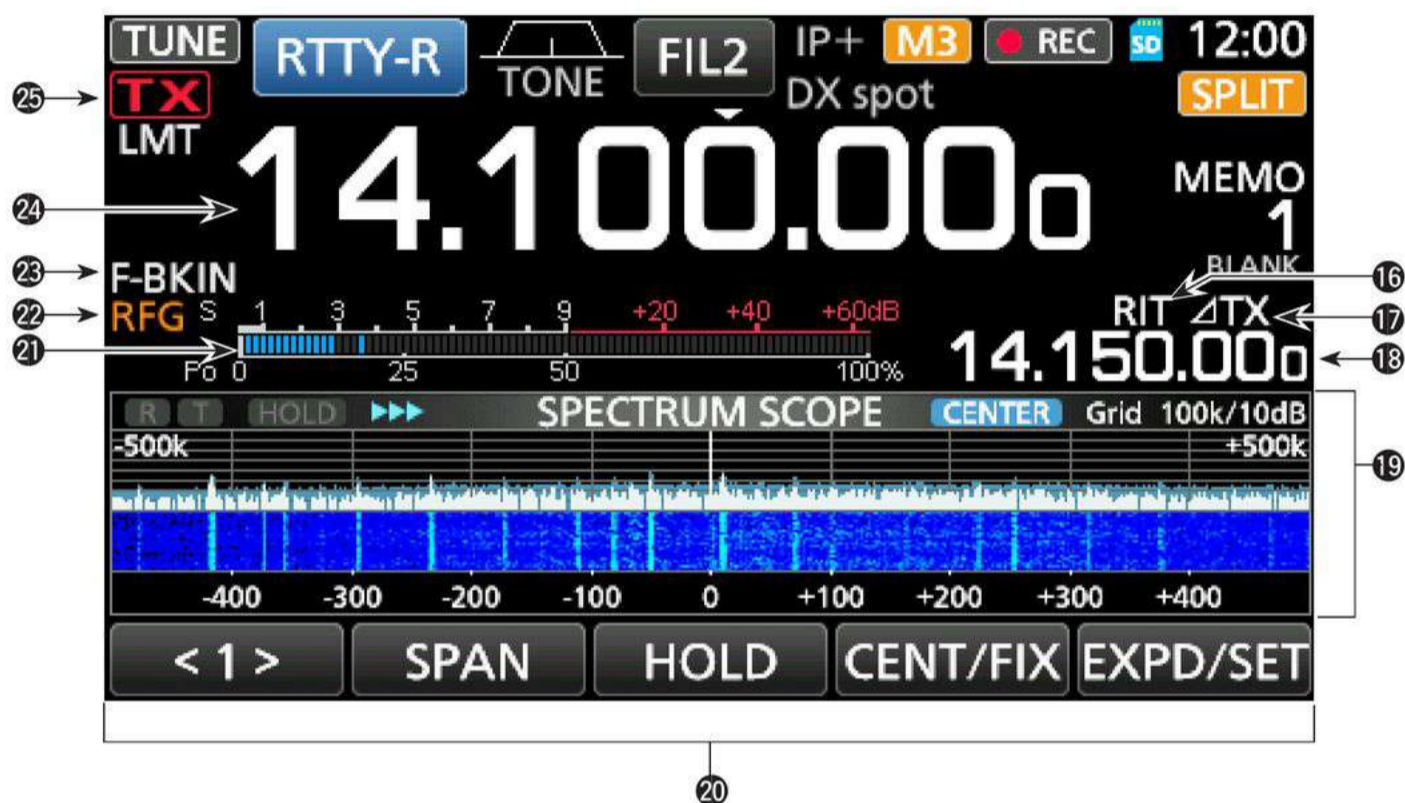 TUNE RTTY-R TONE FIL2 IP+ M3 REC SD 12:00
㉕ TX DX spot SPLIT
LMT
㉔ 14.100.000 MEMO
1
㉓ F-BKIN BLANK ⑯
㉒ RFG S 1 3 5 7 9 +20 +40 +60dB RIT ⊿TX ⑰
㉑ Po 0 25 50 100% 14.150.000 ⑱
R T HOLD SPECTRUM SCOPE CENTER Grid 100k/10dB
-500k +500k
⑲
-400 -300 -200 -100 0 +100 +200 +300 +400
< 1 > SPAN HOLD CENT/FIX EXPD/SET
⑳